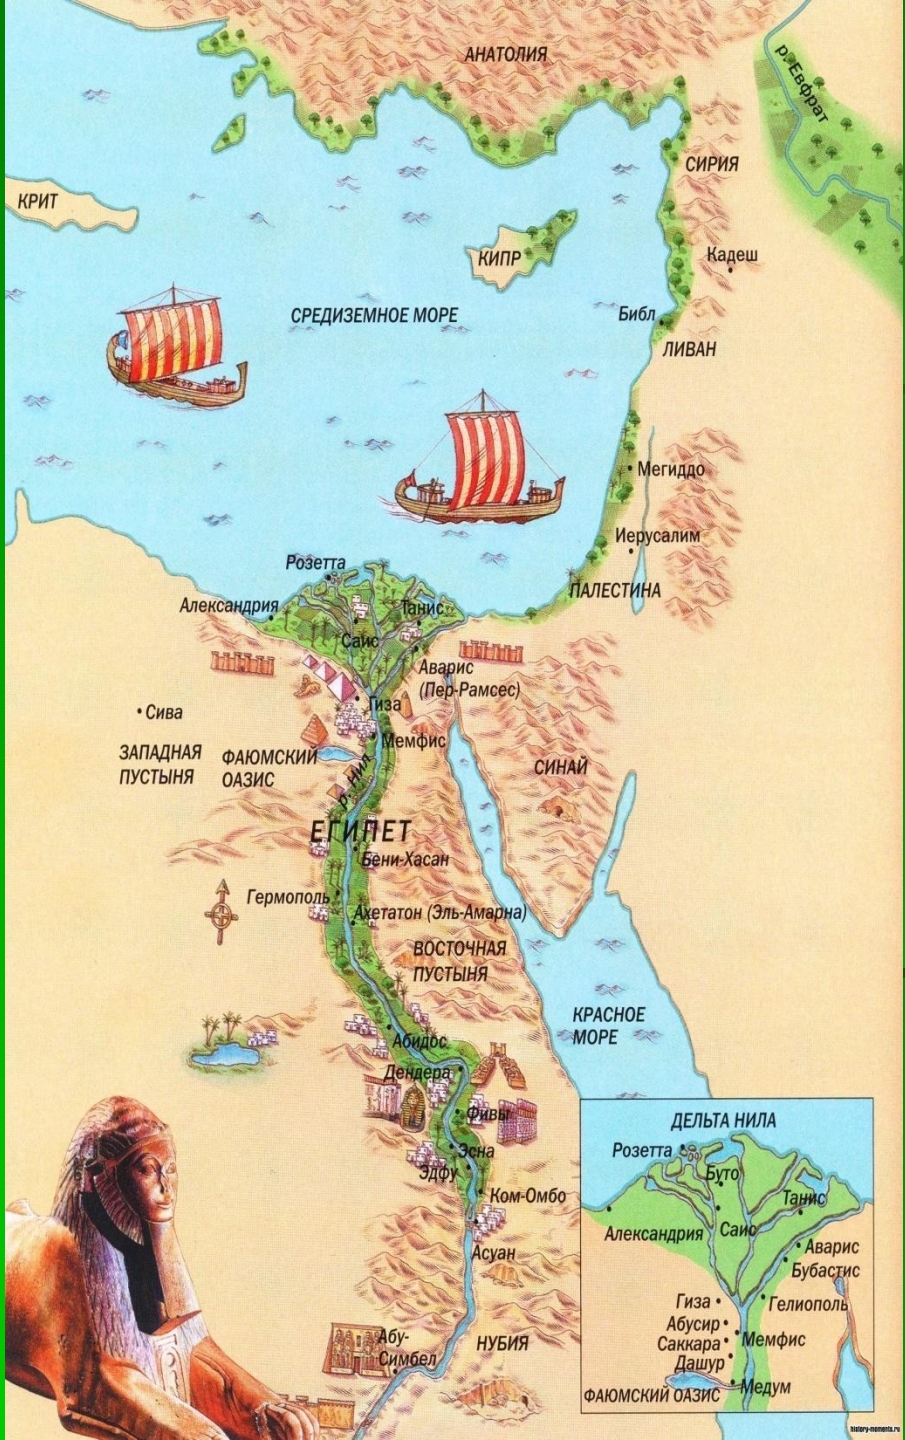 АНАТОЛИЯ
р. Евфрат
СИРИЯ
КРИТ
КИПР
Кадеш
СРЕДИЗЕМНОЕ МОРЕ
Библ
ЛИВАН
Мегиддо
Иерусалим
Розетта
ПАЛЕСТИНА
Александрия
Танис
Саис
Аварис
(Пер-Рамсес)
Гиза
Сива
Мемфис
ЗАПАДНАЯ
ПУСТЫНЯ
ФАЮМСКИЙ
ОАЗИС
СИНАЙ
р. Нил
ЕГИПЕТ
Бени-Хасан
Гермополь
Ахетатон (Эль-Амарна)
ВОСТОЧНАЯ
ПУСТЫНЯ
КРАСНОЕ
МОРЕ
Абидос
Дендера
Фивы
Эсна
Эдфу
Ком-Омбо
Асуан
Абу-
Симбел
НУБИЯ
ДЕЛЬТА НИЛА
Розетта
Буто
Танис
Александрия
Саис
Аварис
Бубастис
Гиза
Гелиополь
Абусир
Мемфис
Саккара
Дашур
Медум
ФАЮМСКИЙ ОАЗИС
history-moments.ru